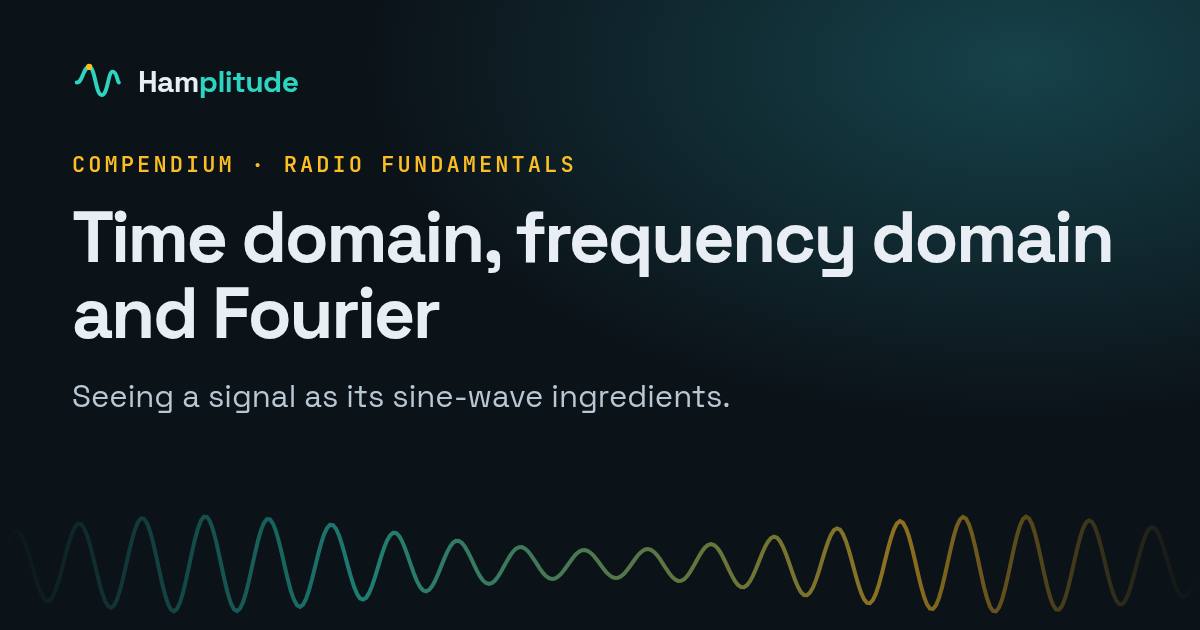 Hamplitude
COMPENDIUM · RADIO FUNDAMENTALS
Time domain, frequency domain
and Fourier
Seeing a signal as its sine-wave ingredients.